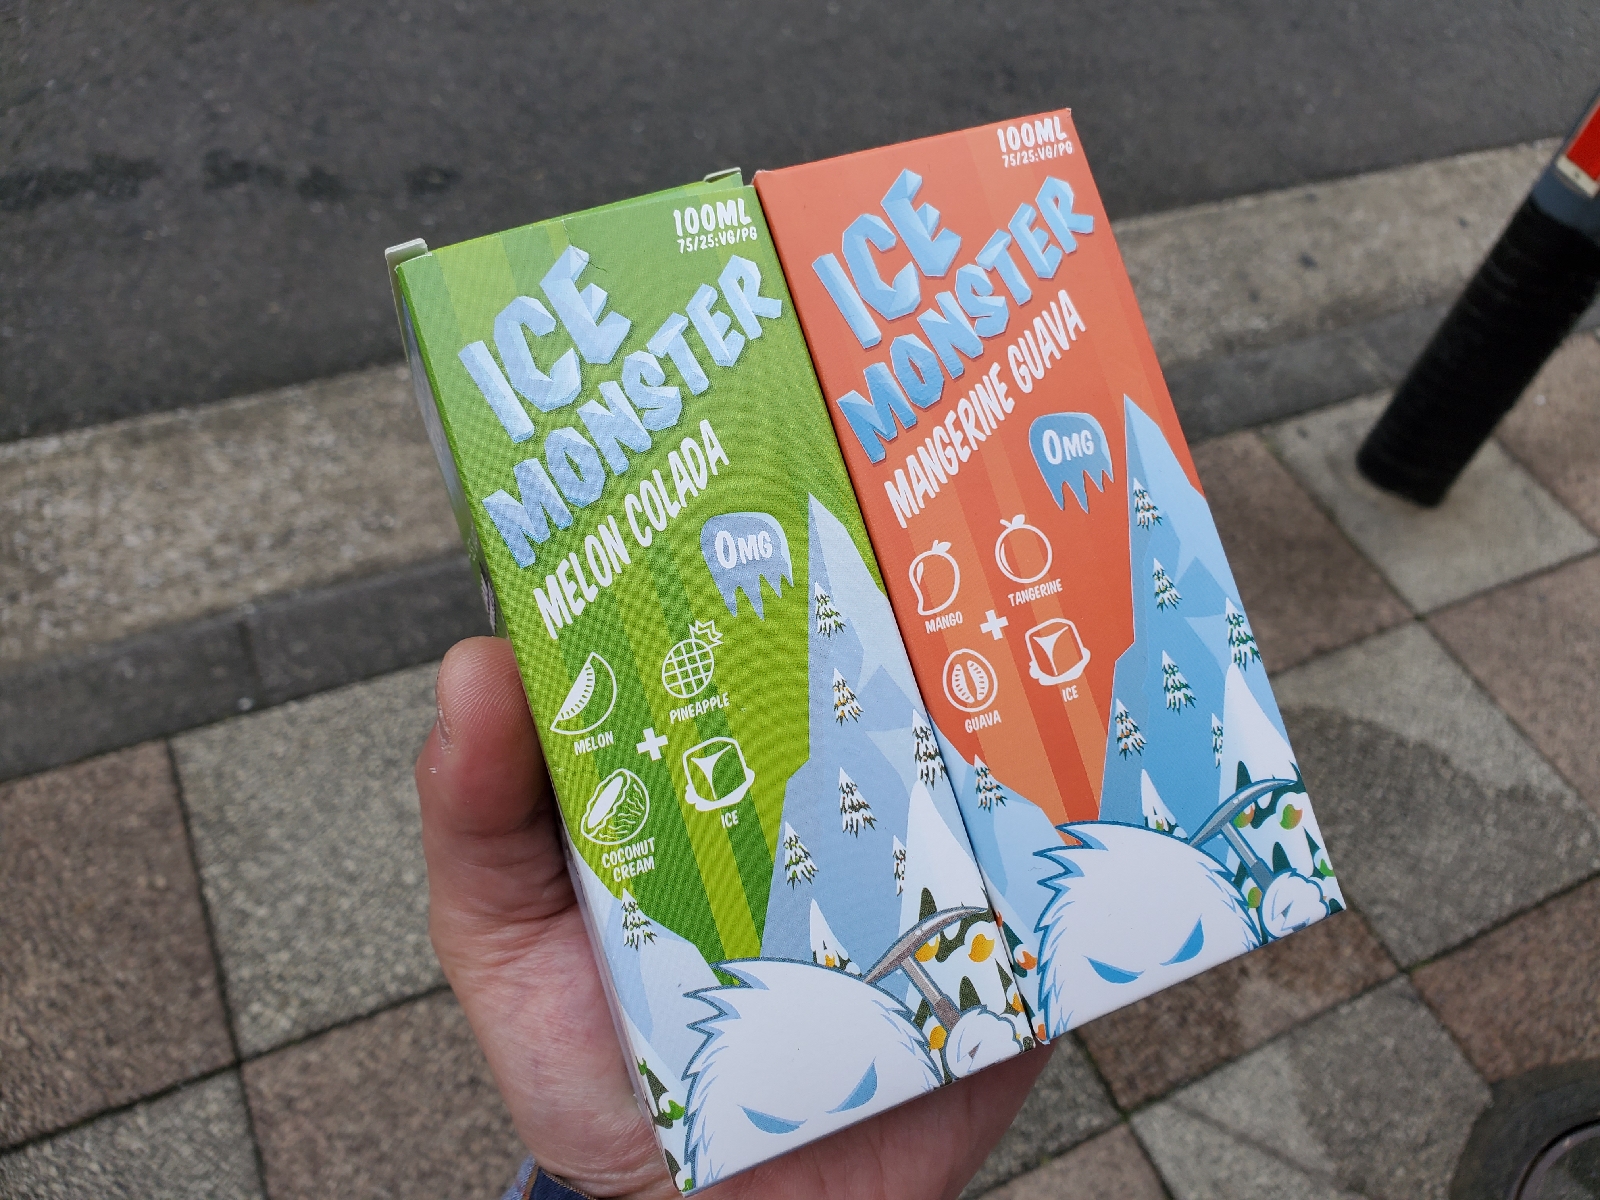 100ML
75/25:VG/PG
ICE
MONSTER
MELON COLADA
0MG
MELON
PINEAPPLE
+
COCONUT
CREAM
ICE
100ML
75/25:VG/PG
ICE
MONSTER
MANGERINE GUAVA
0MG
MANGO
TANGERINE
+
GUAVA
ICE